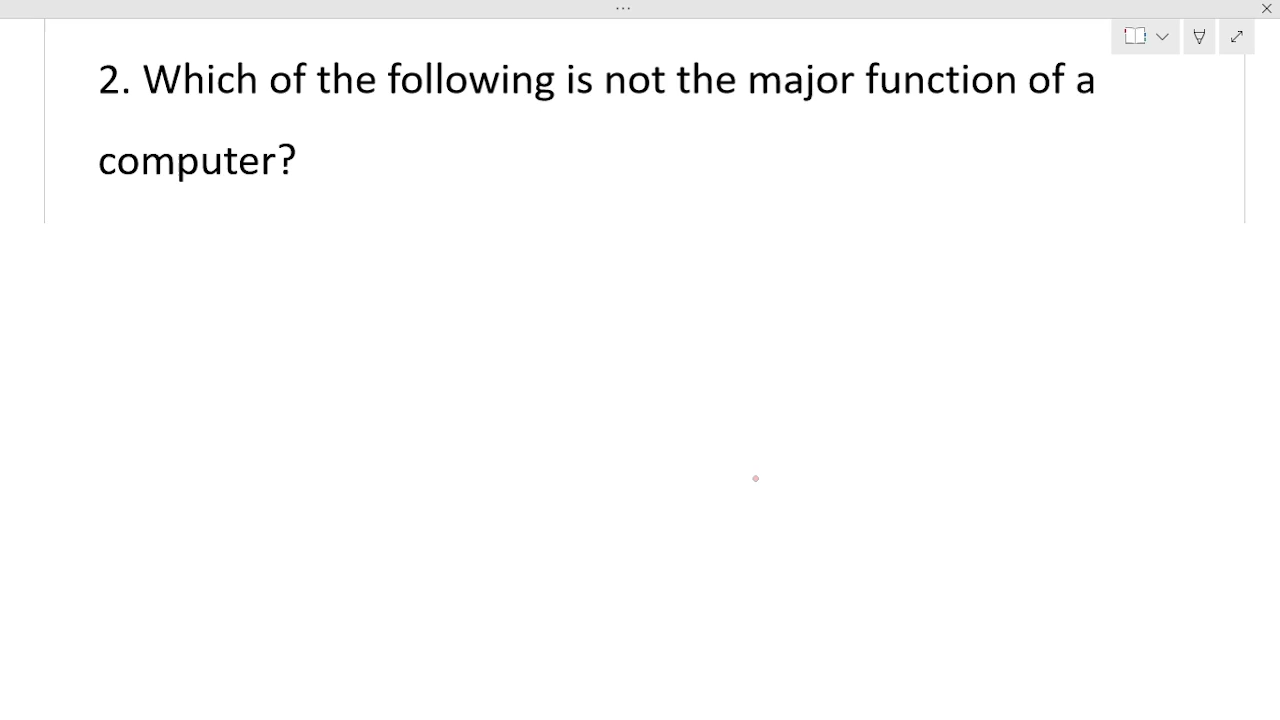 2. Which of the following is not the major function of a
computer?